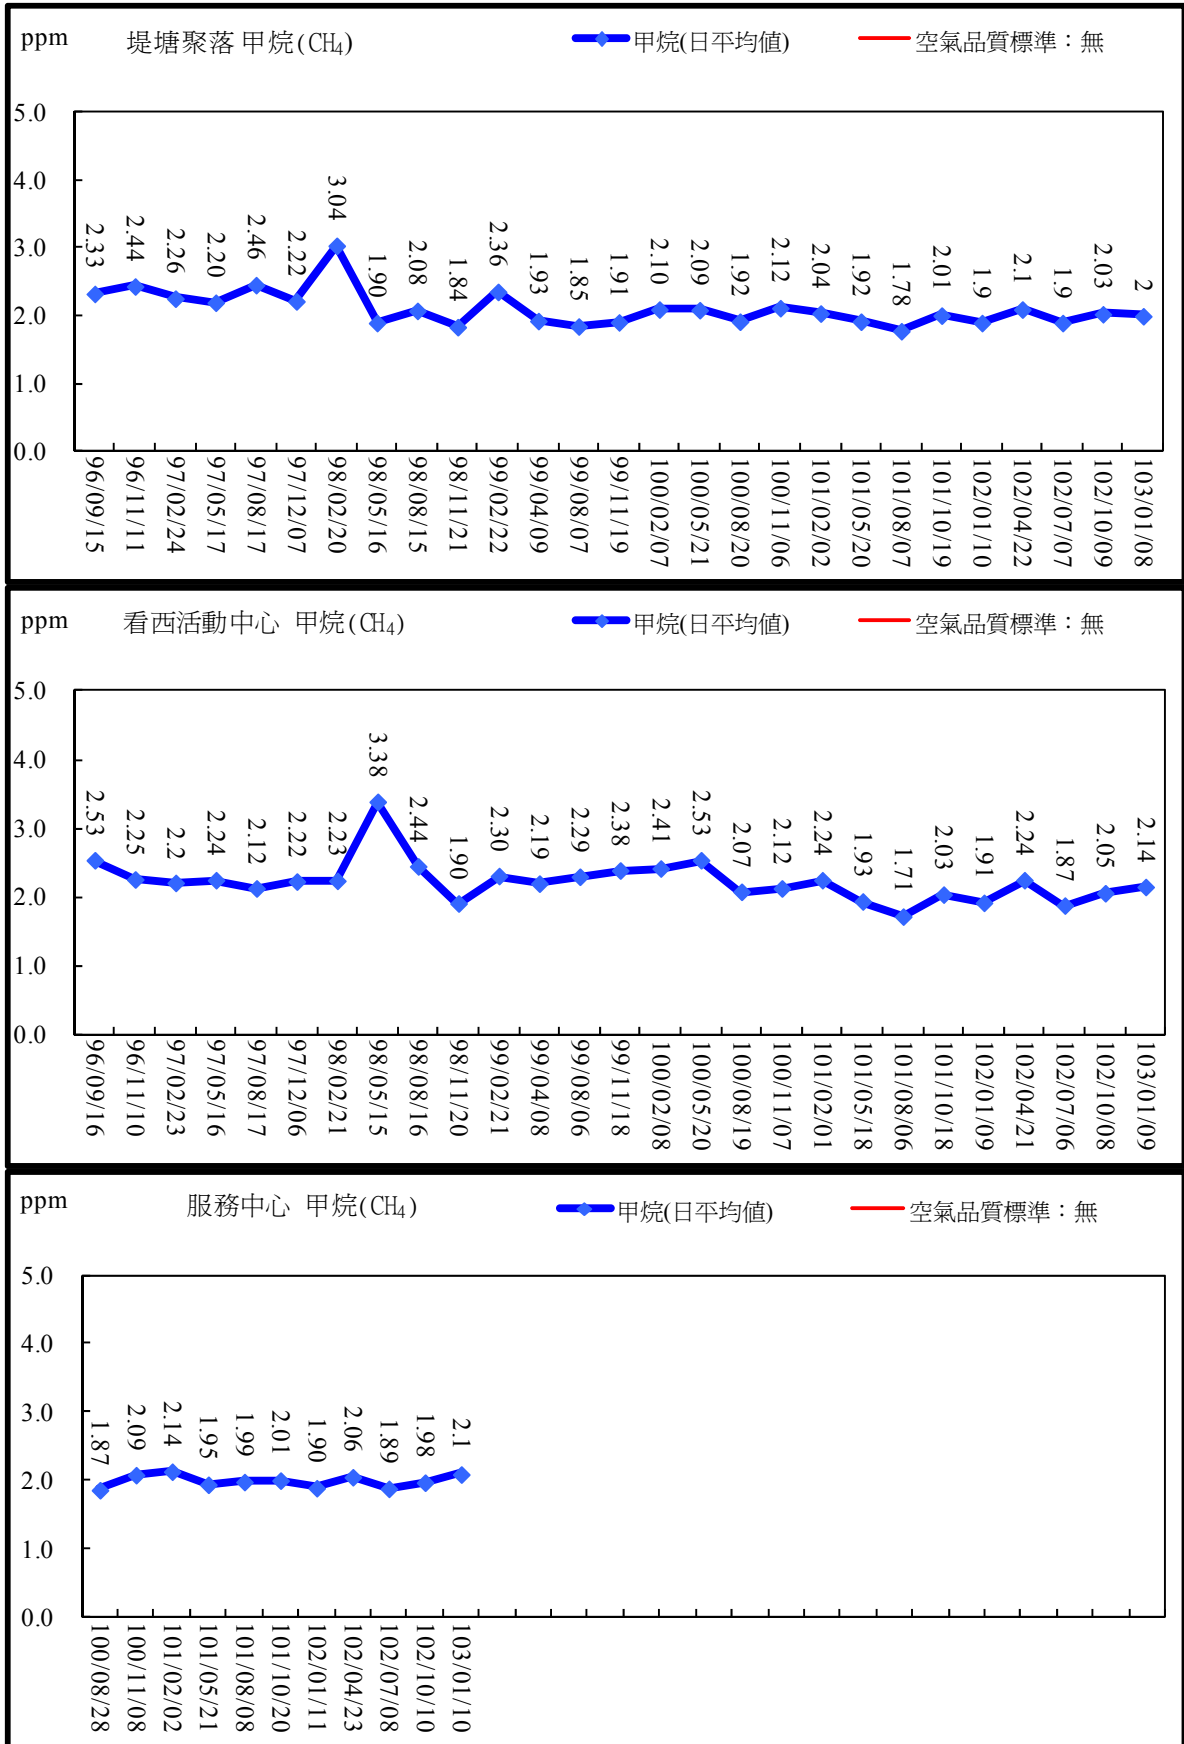 ppm 堤塘聚落 甲烷(CH₄) 甲烷(日平均值) 空氣品質標準：無
5.0
4.0
3.0
2.0
1.0
0.0
2.33 2.44 2.26 2.20 2.46 2.22 3.04 1.90 2.08 1.84 2.36 1.93 1.85 1.91 2.10 2.09 1.92 2.12 2.04 1.92 1.78 2.01 1.9 2.1 1.9 2.03 2
96/09/15 96/11/11 97/02/24 97/05/17 97/08/17 97/12/07 98/02/20 98/05/16 98/08/15 98/11/21 99/02/22 99/04/09 99/08/07 99/11/19 100/02/07 100/05/21 100/08/20 100/11/06 101/02/02 101/05/20 101/08/07 101/10/19 102/01/10 102/04/22 102/07/07 102/10/09 103/01/08
ppm 看西活動中心 甲烷(CH₄) 甲烷(日平均值) 空氣品質標準：無
5.0
4.0
3.0
2.0
1.0
0.0
2.53 2.25 2.2 2.24 2.12 2.22 2.23 3.38 2.44 1.90 2.30 2.19 2.29 2.38 2.41 2.53 2.07 2.12 2.24 1.93 1.71 2.03 1.91 2.24 1.87 2.05 2.14
96/09/16 96/11/10 97/02/23 97/05/16 97/08/17 97/12/06 98/02/21 98/05/15 98/08/16 98/11/20 99/02/21 99/04/08 99/08/06 99/11/18 100/02/08 100/05/20 100/08/19 100/11/07 101/02/01 101/05/18 101/08/06 101/10/18 102/01/09 102/04/21 102/07/06 102/10/08 103/01/09
ppm 服務中心 甲烷(CH₄) 甲烷(日平均值) 空氣品質標準：無
5.0
4.0
3.0
2.0
1.0
0.0
1.87 2.09 2.14 1.95 1.99 2.01 1.90 2.06 1.89 1.98 2.1
100/08/28 100/11/08 101/02/02 101/05/21 101/08/08 101/10/20 102/01/11 102/04/23 102/07/08 102/10/10 103/01/10